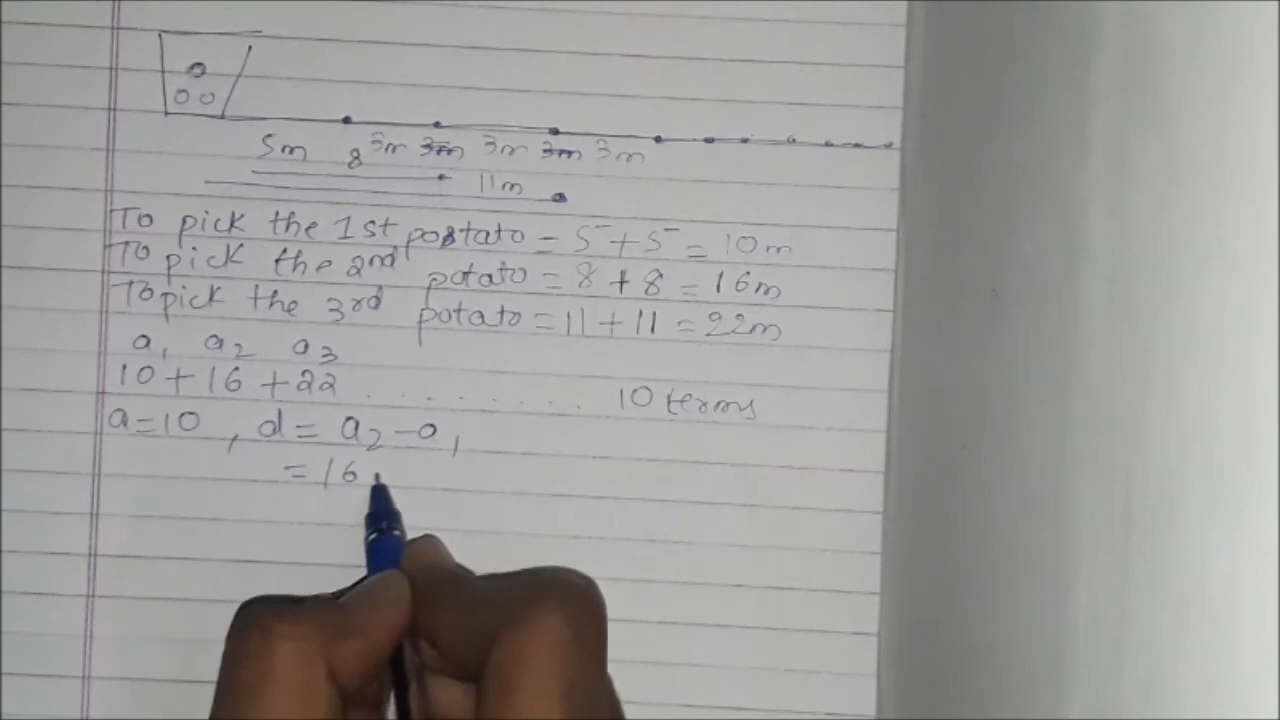 5m 8 3m 3m 3m 3m 3m
11m
To pick the 1st potato = 5+5 = 10m
To pick the 2nd potato = 8+8 = 16m
To pick the 3rd potato = 11+11 = 22m
a1 a2 a3
10+16+22 .......... 10 terms
a=10, d= a2-a1
=16